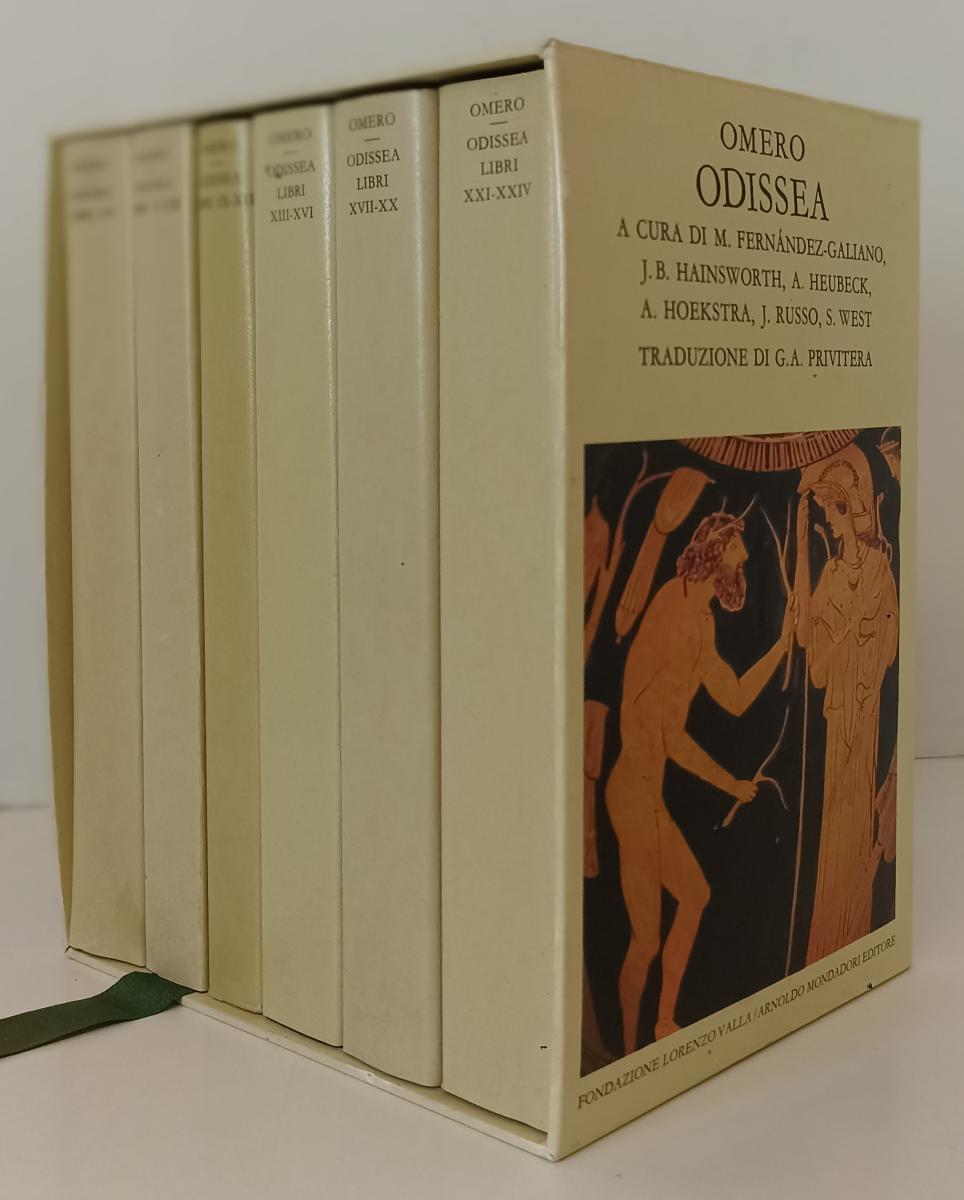 OMERO
ODISSEA
LIBRI
XIII-XVI
OMERO
ODISSEA
LIBRI
XVII-XX
OMERO
ODISSEA
LIBRI
XXI-XXIV
OMERO
ODISSEA
A CURA DI M. FERNÁNDEZ-GALIANO,
J. B. HAINSWORTH, A. HEUBECK,
A. HOEKSTRA, J. RUSSO, S. WEST
TRADUZIONE DI G. A. PRIVITERA
FONDAZIONE LORENZO VALLA / ARNOLDO MONDADORI EDITORE